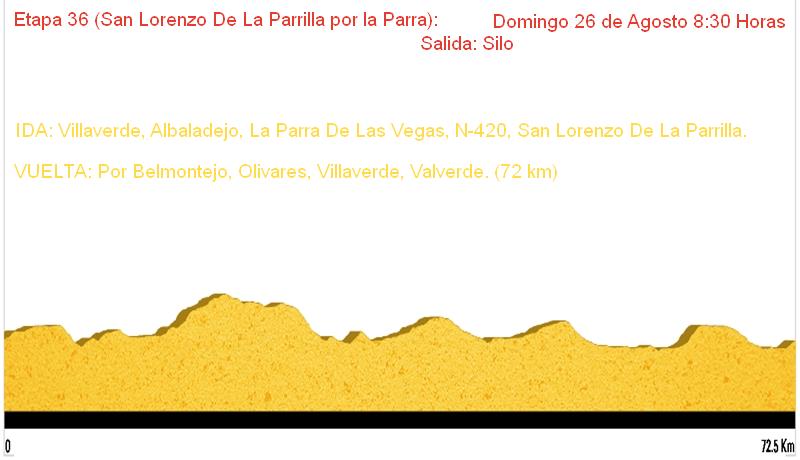 Etapa 36 (San Lorenzo De La Parrilla por la Parra): Domingo 26 de Agosto 8:30 Horas
Salida: Silo
IDA: Villaverde, Albaladejo, La Parra De Las Vegas, N-420, San Lorenzo De La Parrilla.
VUELTA: Por Belmontejo, Olivares, Villaverde, Valverde. (72 km)
0 72.5 Km